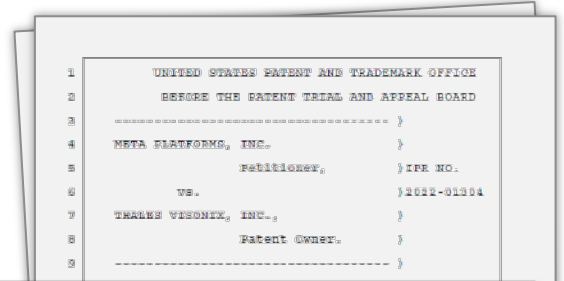 1 UNITED STATES PATENT AND TRADEMARK OFFICE
2 BEFORE THE PATENT TRIAL AND APPEAL BOARD
3 ---------------------------------- )
4 META PLATFORMS, INC. )
5 Petitioner, ) IPR NO.
6 vs. ) 2022-01304
7 THALES VISIONIX, INC., )
8 Patent Owner. )
9 ---------------------------------- )